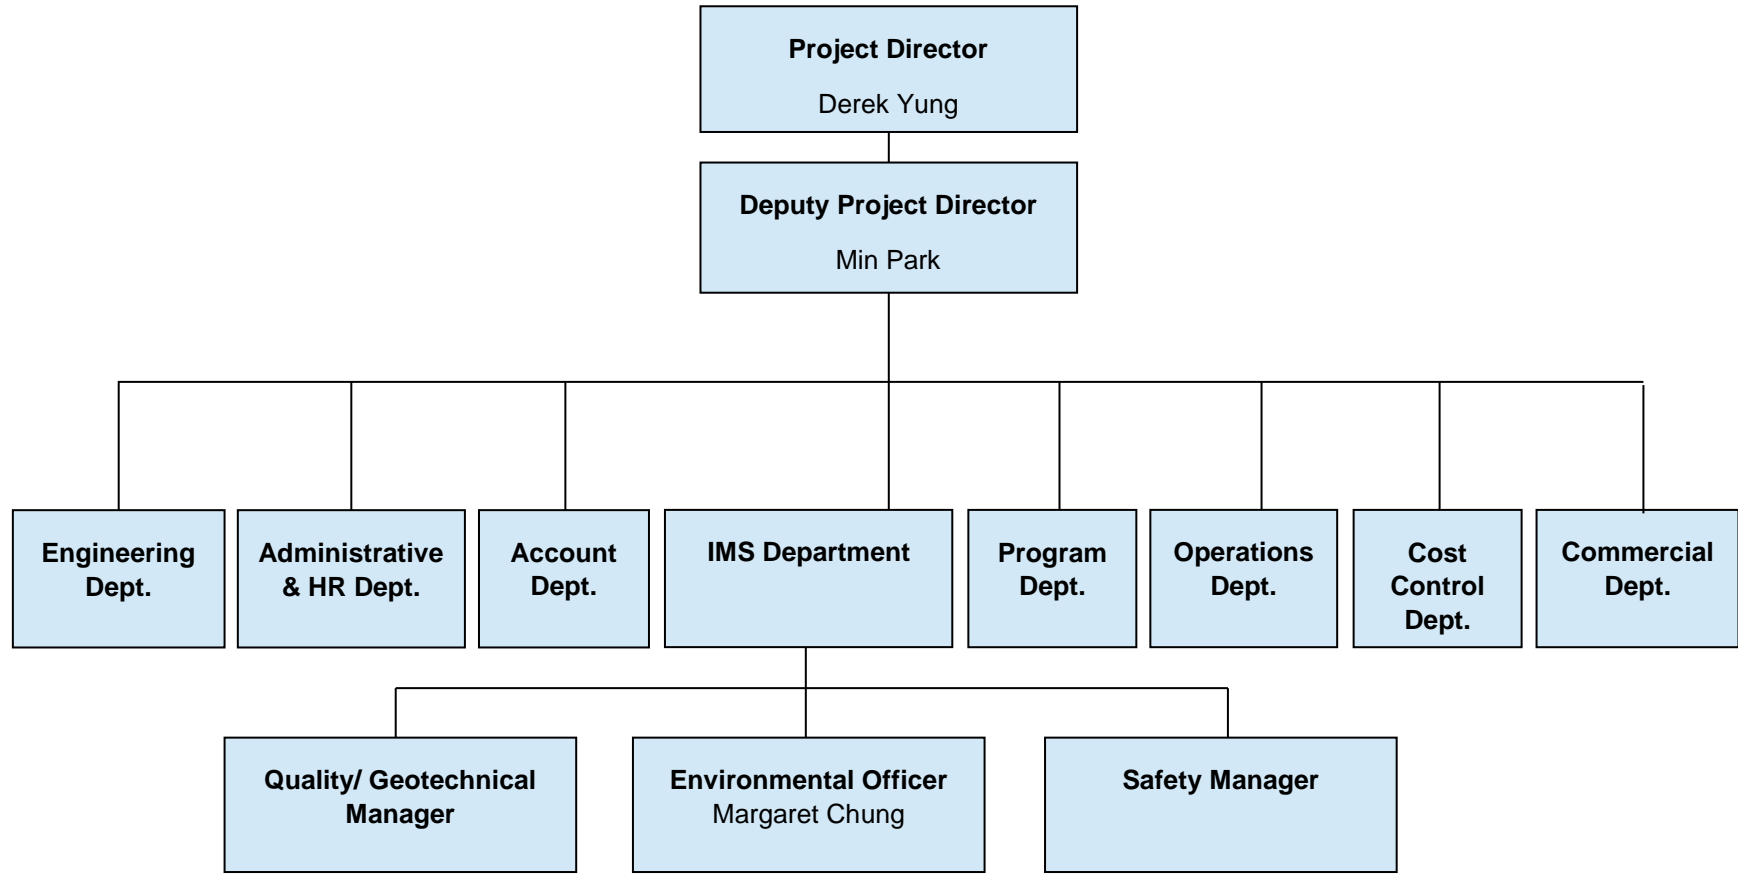 Project Director
Derek Yung
Deputy Project Director
Min Park
Engineering
Dept.
Administrative
& HR Dept.
Account
Dept.
IMS Department
Program
Dept.
Operations
Dept.
Cost
Control
Dept.
Commercial
Dept.
Quality/ Geotechnical
Manager
Environmental Officer
Margaret Chung
Safety Manager